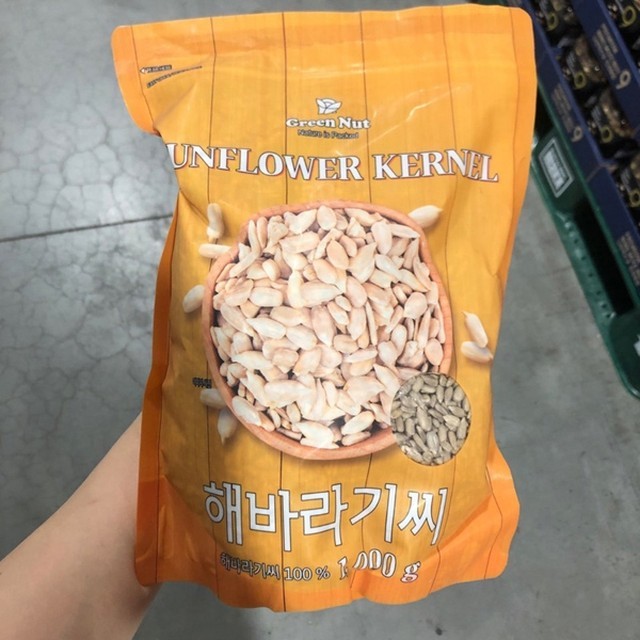 Green Nut
Nature is Packed
UNFLOWER KERNEL
해바라기씨
해바라기씨 100 % 1,000 g